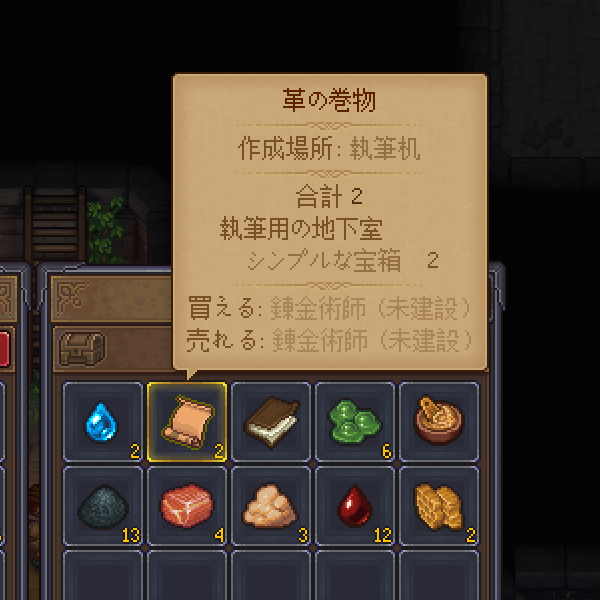 革の巻物
作成場所: 執筆机
合計 2
執筆用の地下室
シンプルな宝箱 2
買える: 錬金術師（未建設）
売れる: 錬金術師（未建設）
2 2 6
13 4 3 12 2